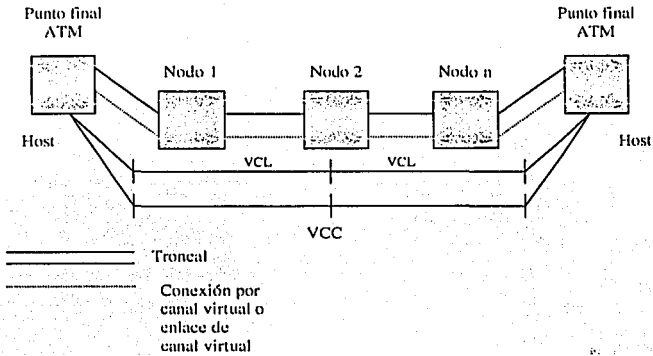 Punto final
ATM
Punto final
ATM
Nodo 1
Nodo 2
Nodo n
Host
Host
VCL
VCL
VCC
Troncal
Conexión por
canal virtual o
enlace de
canal virtual